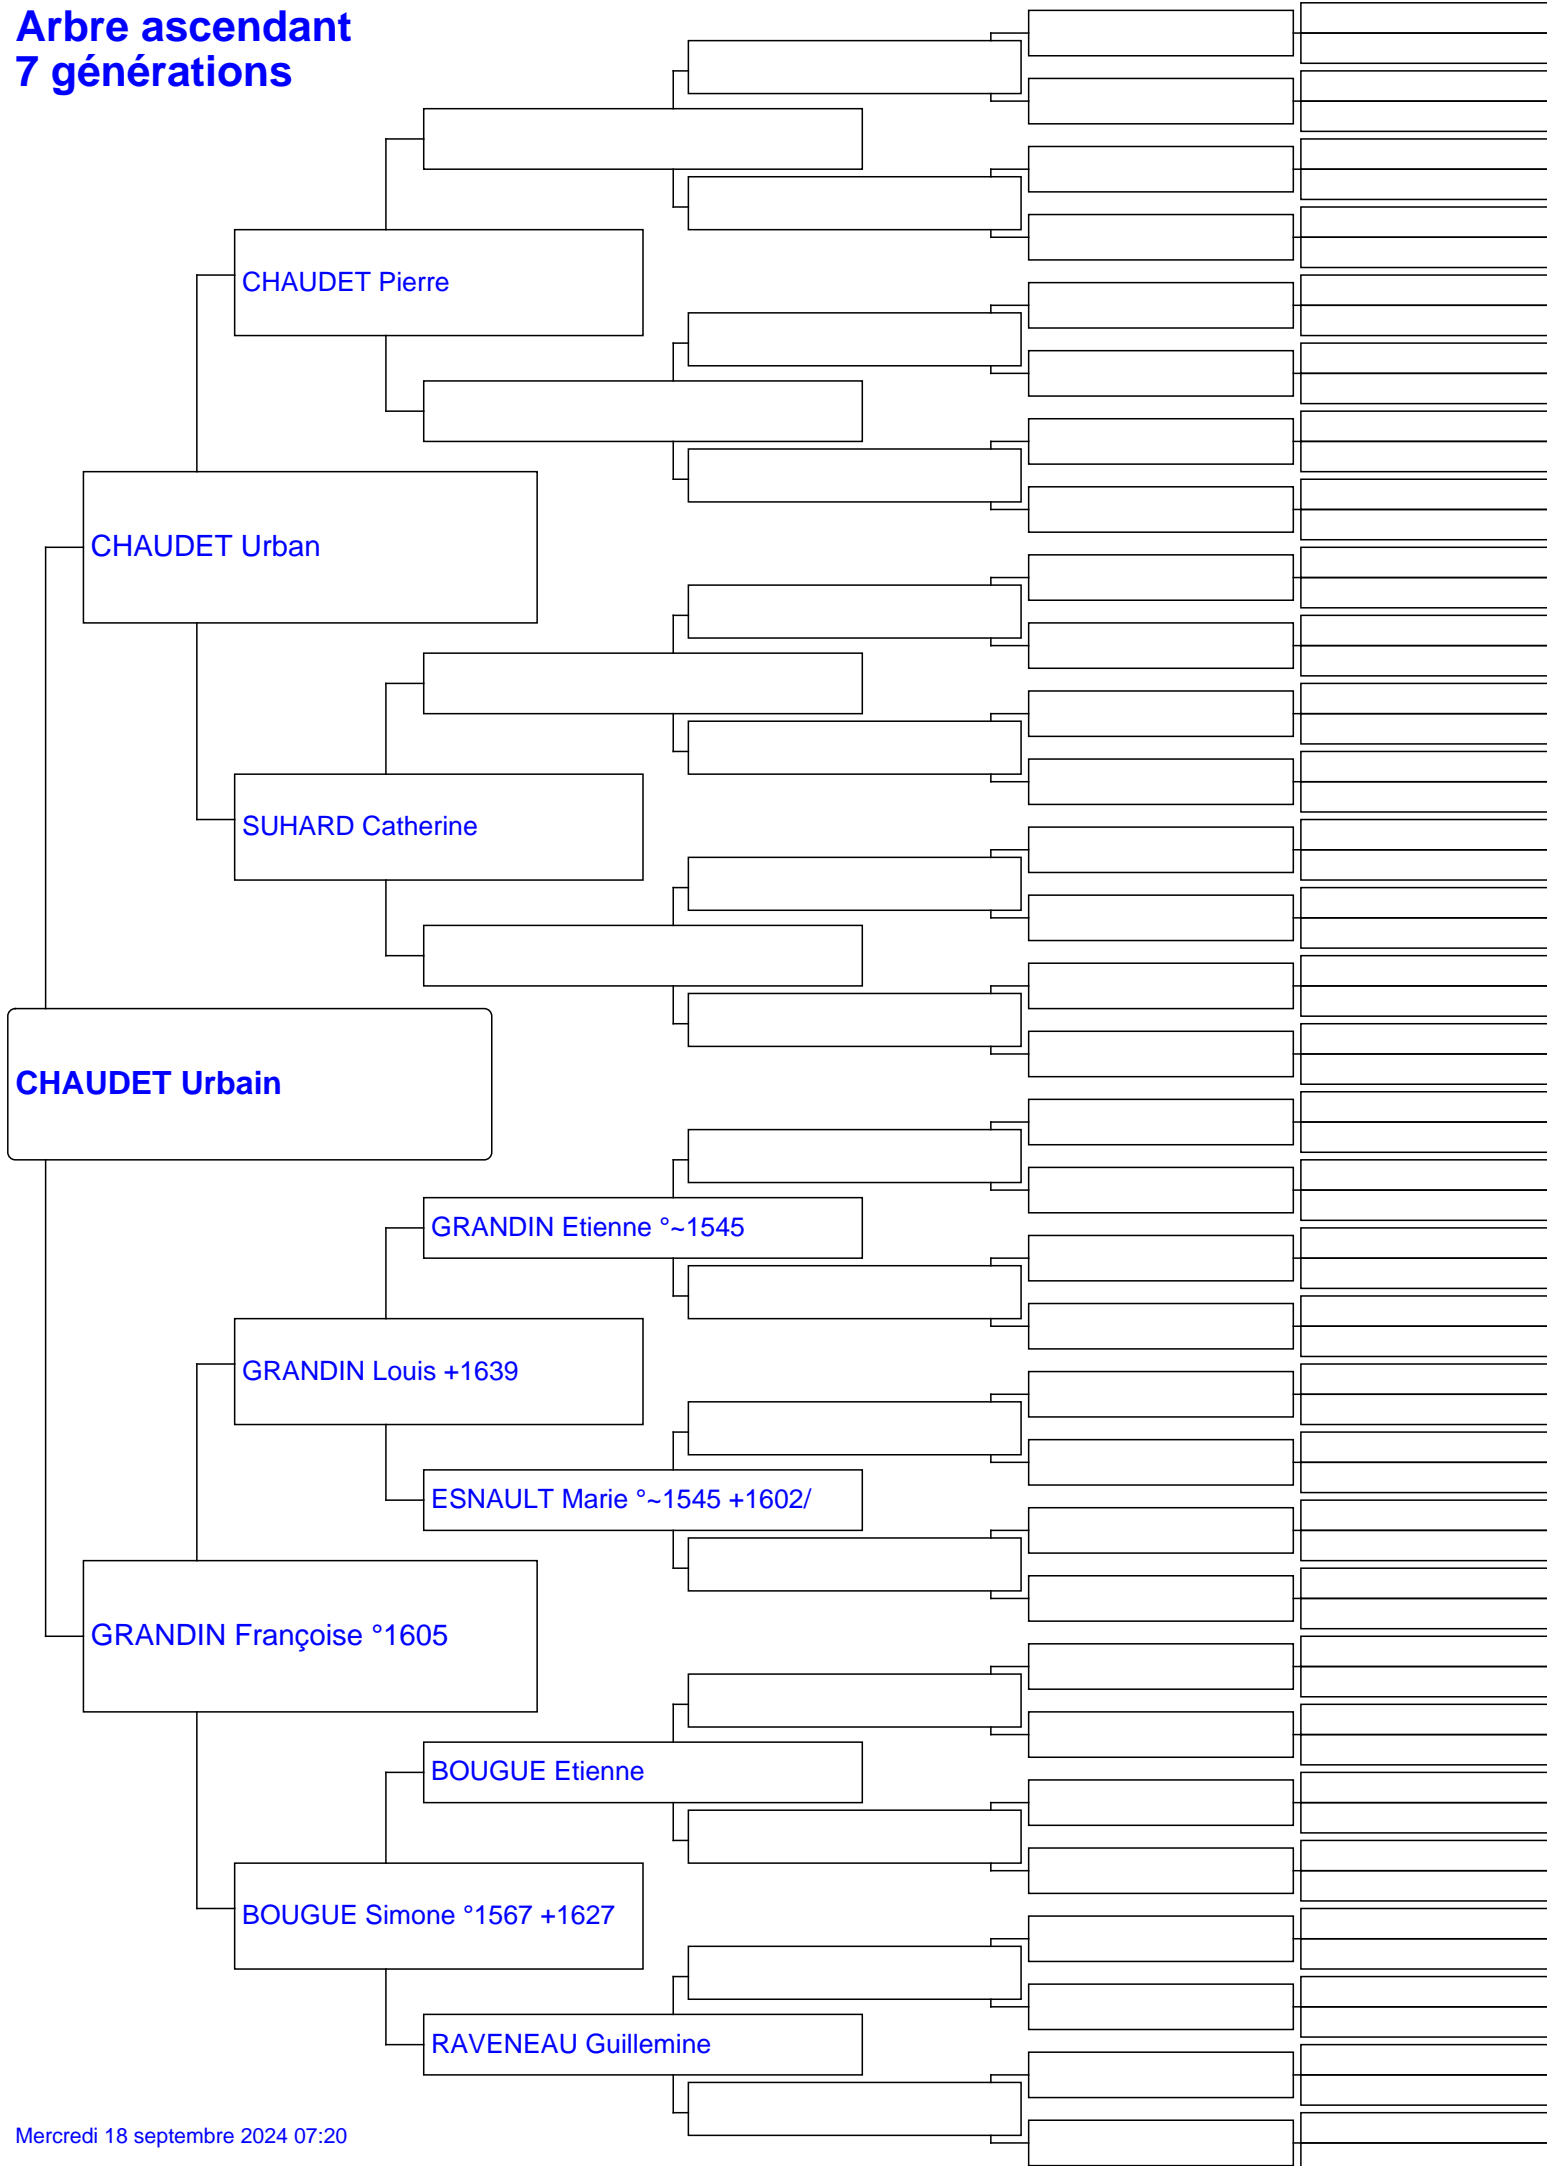 Arbre ascendant
7 générations
CHAUDET Pierre
CHAUDET Urban
SUHARD Catherine
CHAUDET Urbain
GRANDIN Etienne °~1545
GRANDIN Louis +1639
ESNAULT Marie °~1545 +1602/
GRANDIN Françoise °1605
BOUGUE Etienne
BOUGUE Simone °1567 +1627
RAVENEAU Guillemine
Mercredi 18 septembre 2024 07:20